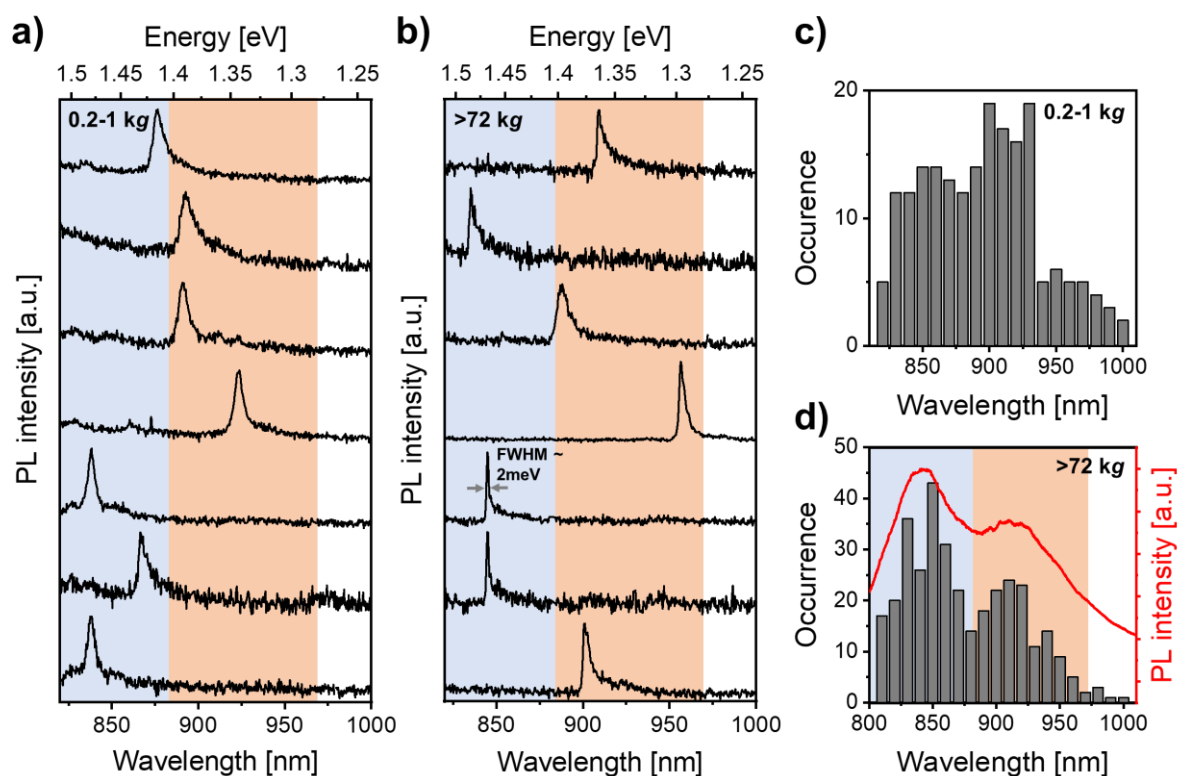 a)
Energy [eV]
1.5 1.45 1.4 1.35 1.3 1.25
0.2-1 kg
PL intensity [a.u.]
850 900 950 1000
Wavelength [nm]
b)
Energy [eV]
1.5 1.45 1.4 1.35 1.3 1.25
>72 kg
FWHM ~
2meV
PL intensity [a.u.]
850 900 950 1000
Wavelength [nm]
c)
20
10
0
Occurence
0.2-1 kg
850 900 950 1000
Wavelength [nm]
d)
50
40
30
20
10
0
Occurrence
>72 kg
PL intensity [a.u.]
800 850 900 950 1000
Wavelength [nm]